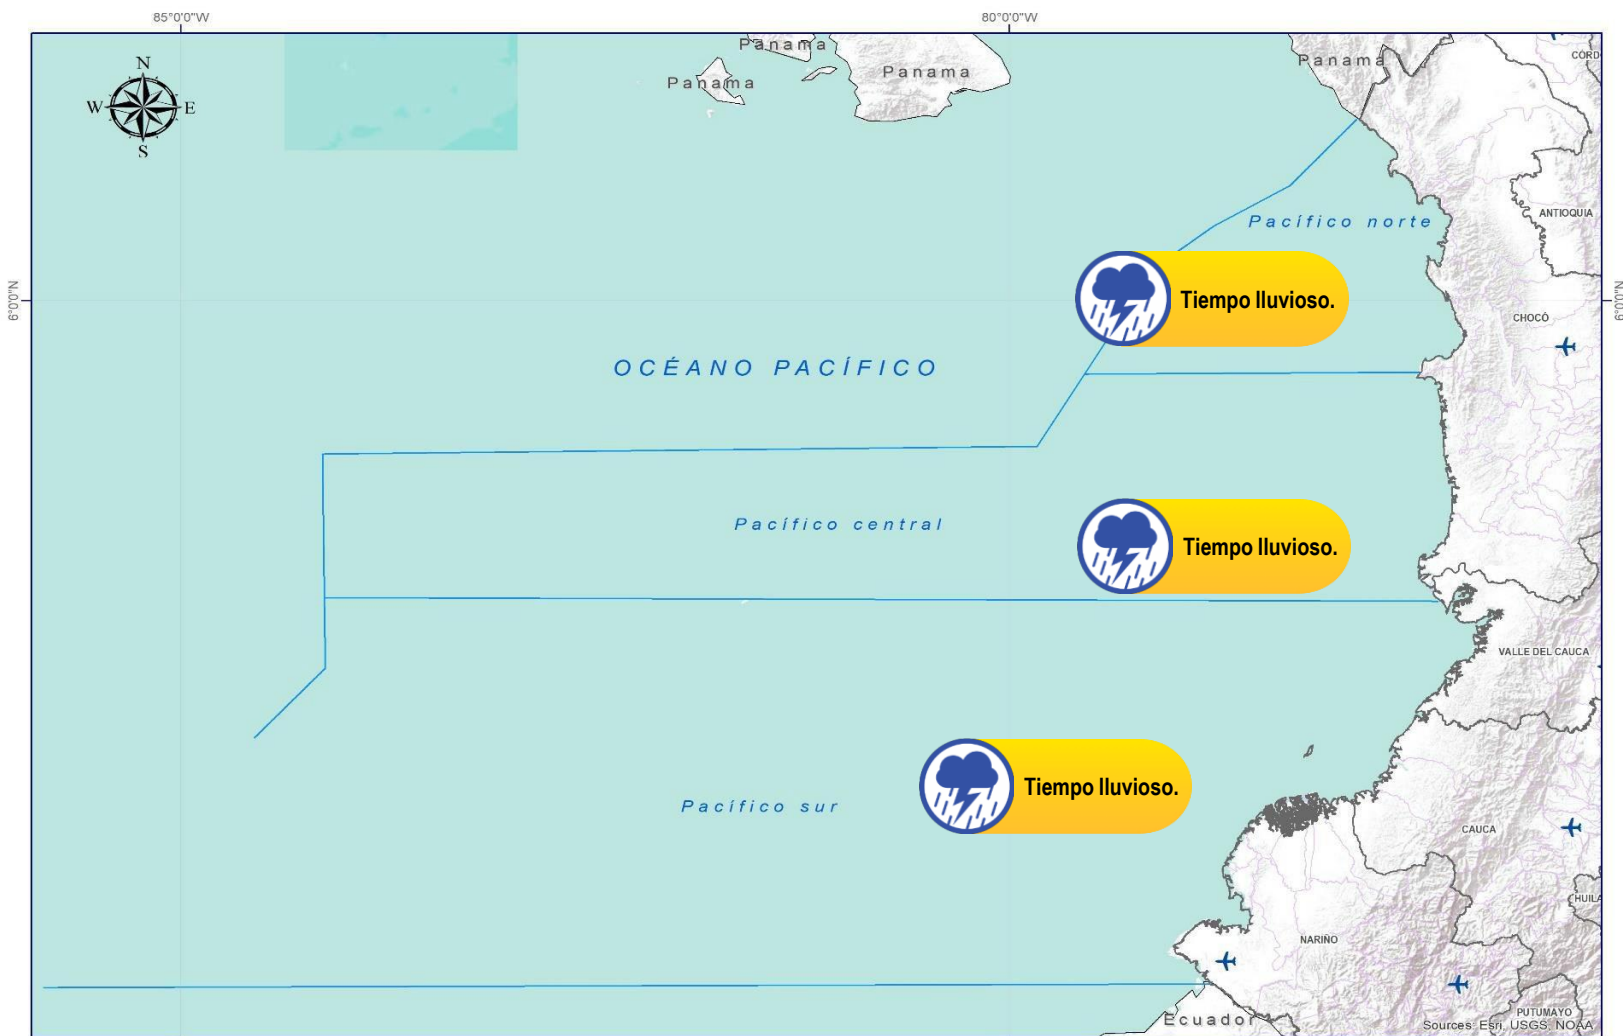 85°0'0"W
80°0'0"W
N
W
E
S
Panama
Panama
Panama
Panama
CÓRD
ANTIOQUIA
Pacífico norte
6°0'0"N
6°0'0"N
Tiempo lluvioso.
CHOCÓ
OCÉANO PACÍFICO
Pacífico central
Tiempo lluvioso.
VALLE DEL CAUCA
Tiempo lluvioso.
Pacífico sur
CAUCA
HUILA
NARIÑO
PUTUMAYO
Ecuador
Sources: Esri, USGS, NOAA